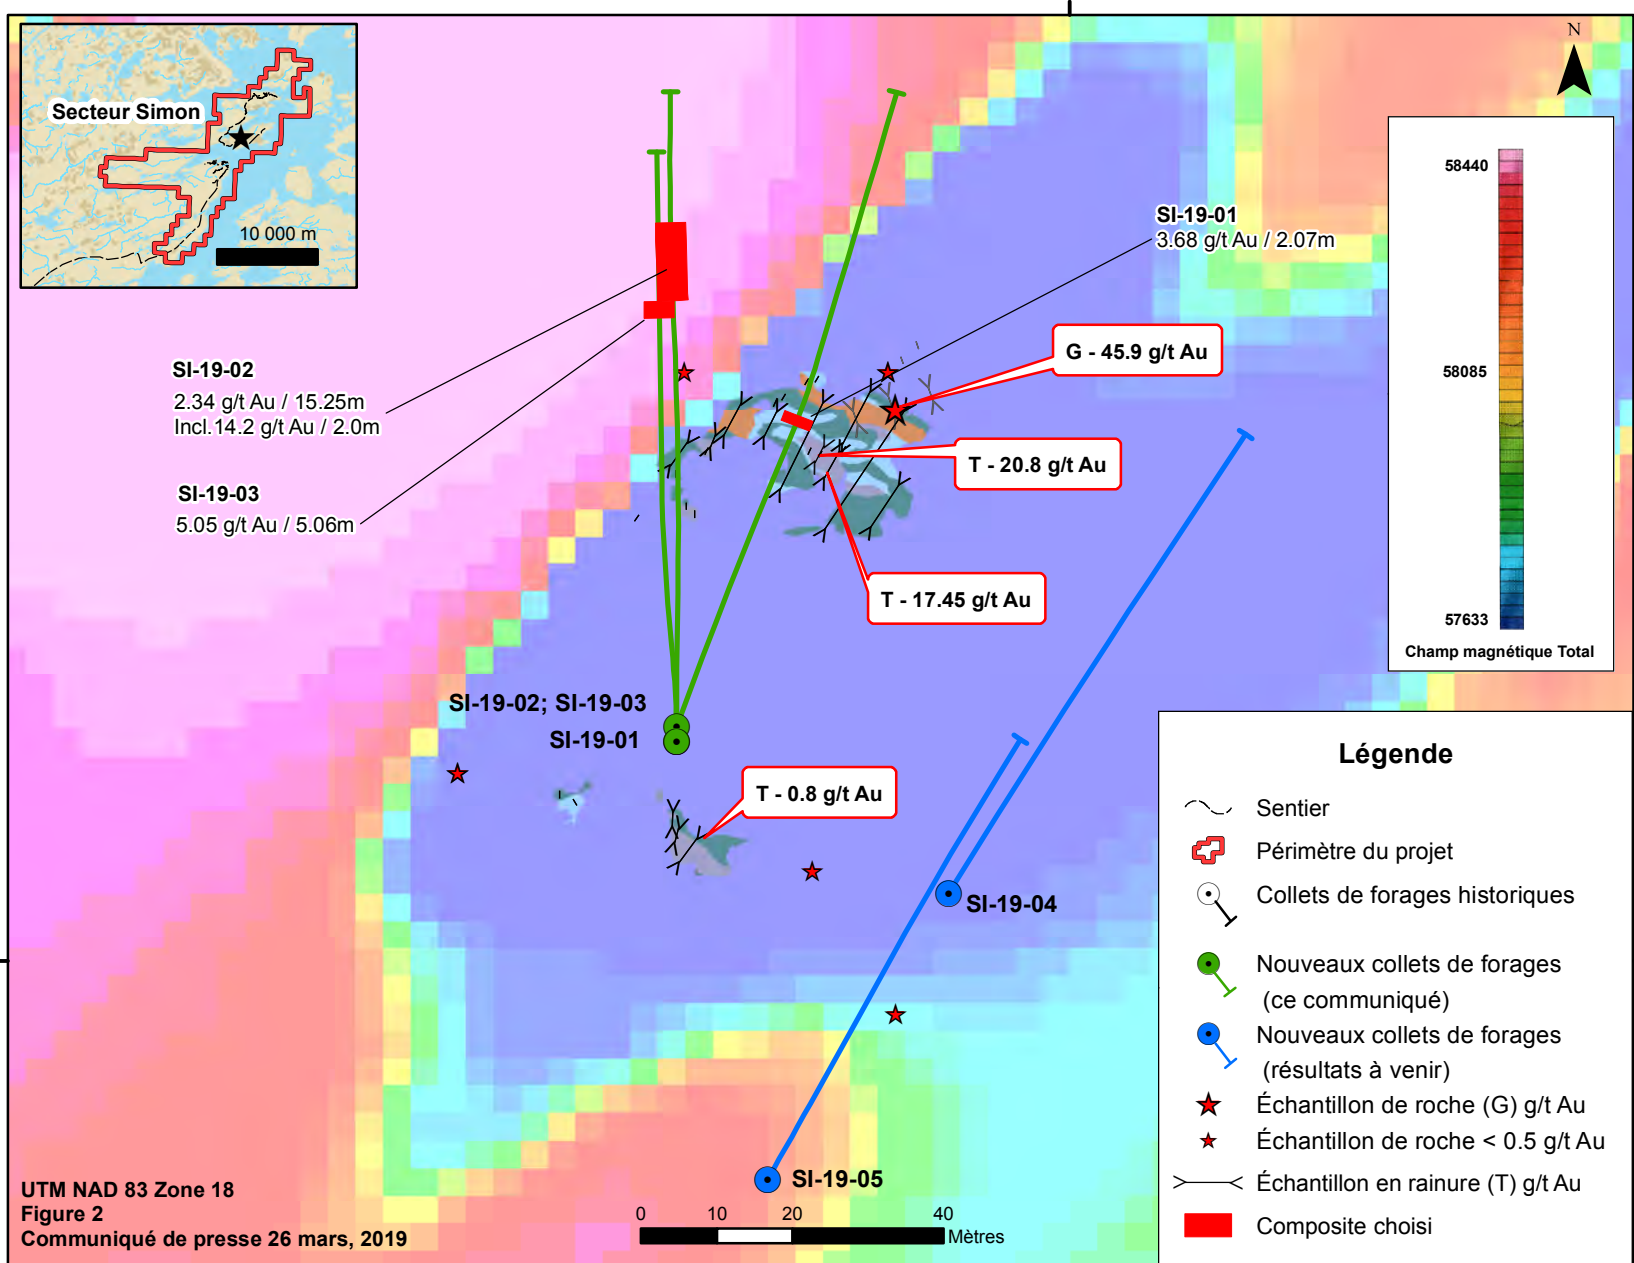 Secteur Simon
10 000 m
N
58440
58085
57633
Champ magnétique Total
SI-19-01
3.68 g/t Au / 2.07m
G - 45.9 g/t Au
SI-19-02
2.34 g/t Au / 15.25m
Incl.14.2 g/t Au / 2.0m
T - 20.8 g/t Au
SI-19-03
5.05 g/t Au / 5.06m
T - 17.45 g/t Au
SI-19-02; SI-19-03
SI-19-01
T - 0.8 g/t Au
SI-19-04
SI-19-05
Légende
Sentier
Périmètre du projet
Collets de forages historiques
Nouveaux collets de forages
(ce communiqué)
Nouveaux collets de forages
(résultats à venir)
Échantillon de roche (G) g/t Au
Échantillon de roche < 0.5 g/t Au
Échantillon en rainure (T) g/t Au
Composite choisi
UTM NAD 83 Zone 18
Figure 2
Communiqué de presse 26 mars, 2019
0 10 20 40
Mètres